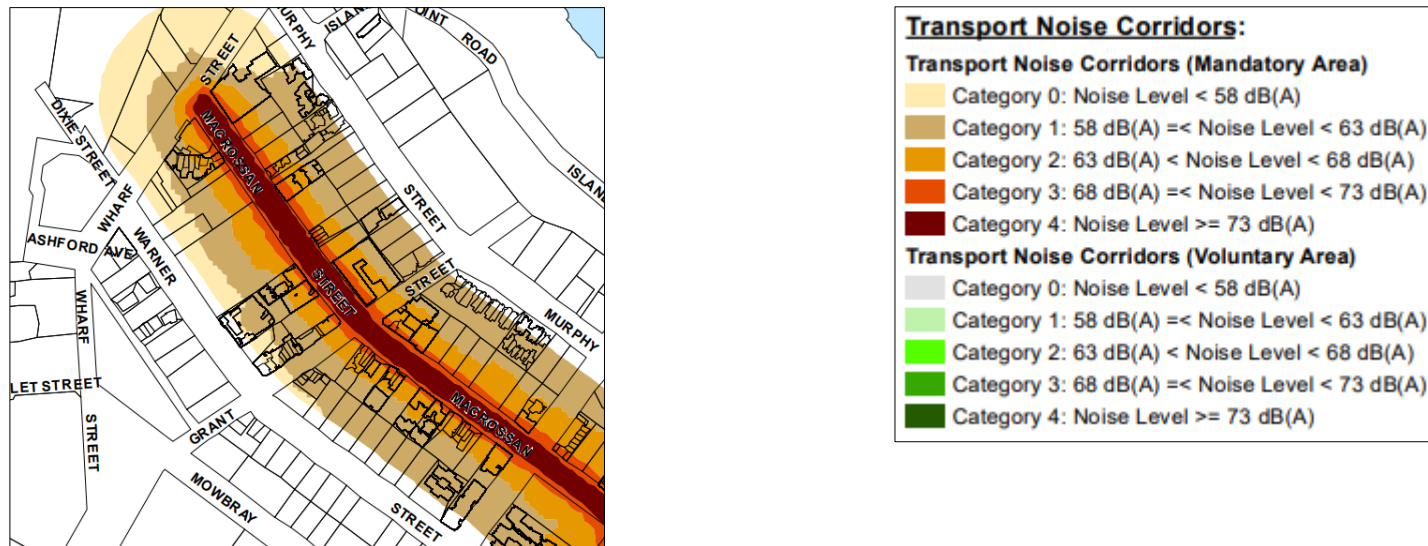 STREET
MURPHY
ISLAND
POINT
ROAD
ISLAND
DIXIE STREET
MACROSSAN
WHARF
WARNER
STREET
ASHFORD AVE
STREET
STREET
MURPHY
WHARF
LET STREET
STREET
GRANT
MACROSSAN
MOWBRAY
STREET
Transport Noise Corridors:
Transport Noise Corridors (Mandatory Area)
Category 0: Noise Level < 58 dB(A)
Category 1: 58 dB(A) =< Noise Level < 63 dB(A)
Category 2: 63 dB(A) < Noise Level < 68 dB(A)
Category 3: 68 dB(A) =< Noise Level < 73 dB(A)
Category 4: Noise Level >= 73 dB(A)
Transport Noise Corridors (Voluntary Area)
Category 0: Noise Level < 58 dB(A)
Category 1: 58 dB(A) =< Noise Level < 63 dB(A)
Category 2: 63 dB(A) < Noise Level < 68 dB(A)
Category 3: 68 dB(A) =< Noise Level < 73 dB(A)
Category 4: Noise Level >= 73 dB(A)